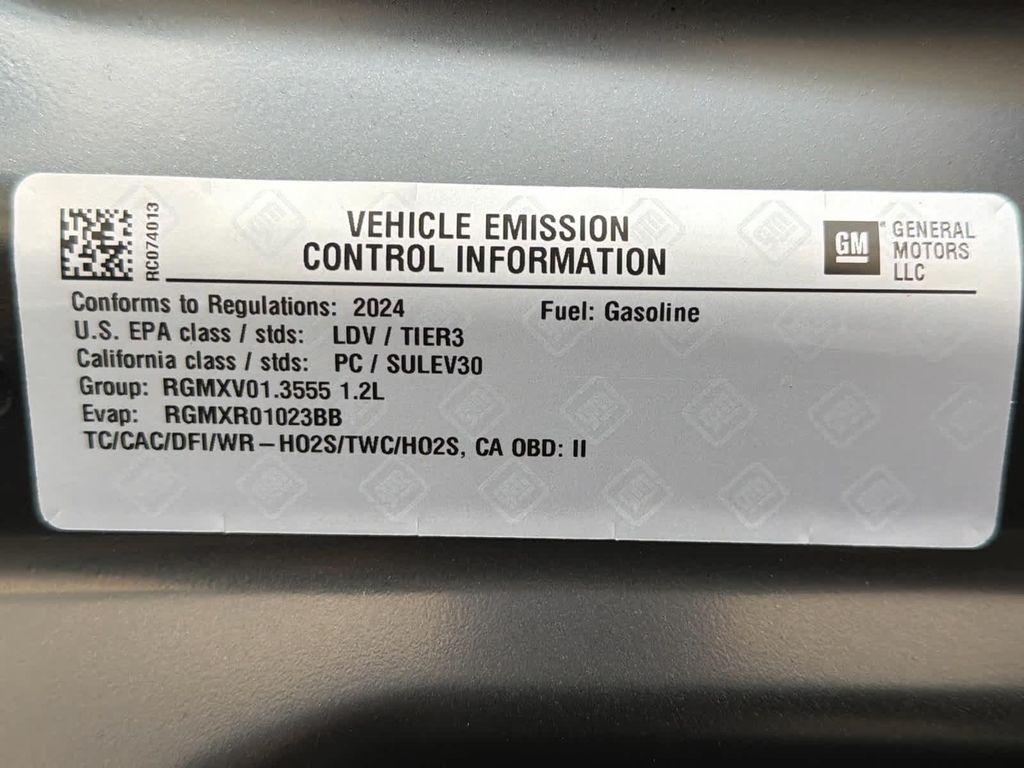 RC074013
VEHICLE EMISSION
CONTROL INFORMATION
GM
GENERAL
MOTORS
LLC
Conforms to Regulations: 2024 Fuel: Gasoline
U.S. EPA class / stds: LDV / TIER3
California class / stds: PC / SULEV30
Group: RGMXV01.3555 1.2L
Evap: RGMXR01023BB
TC/CAC/DFI/WR – HO2S/TWC/HO2S, CA OBD: II